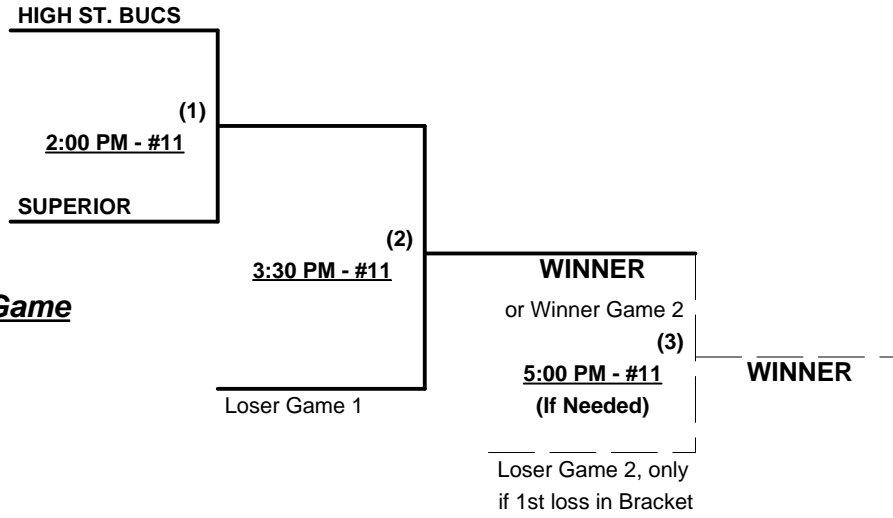 HIGH ST. BUCS
(1)
2:00 PM - #11
SUPERIOR
(2)
3:30 PM - #11
WINNER
Game
or Winner Game 2
(3)
5:00 PM - #11
WINNER
Loser Game 1
(If Needed)
Loser Game 2, only
if 1st loss in Bracket